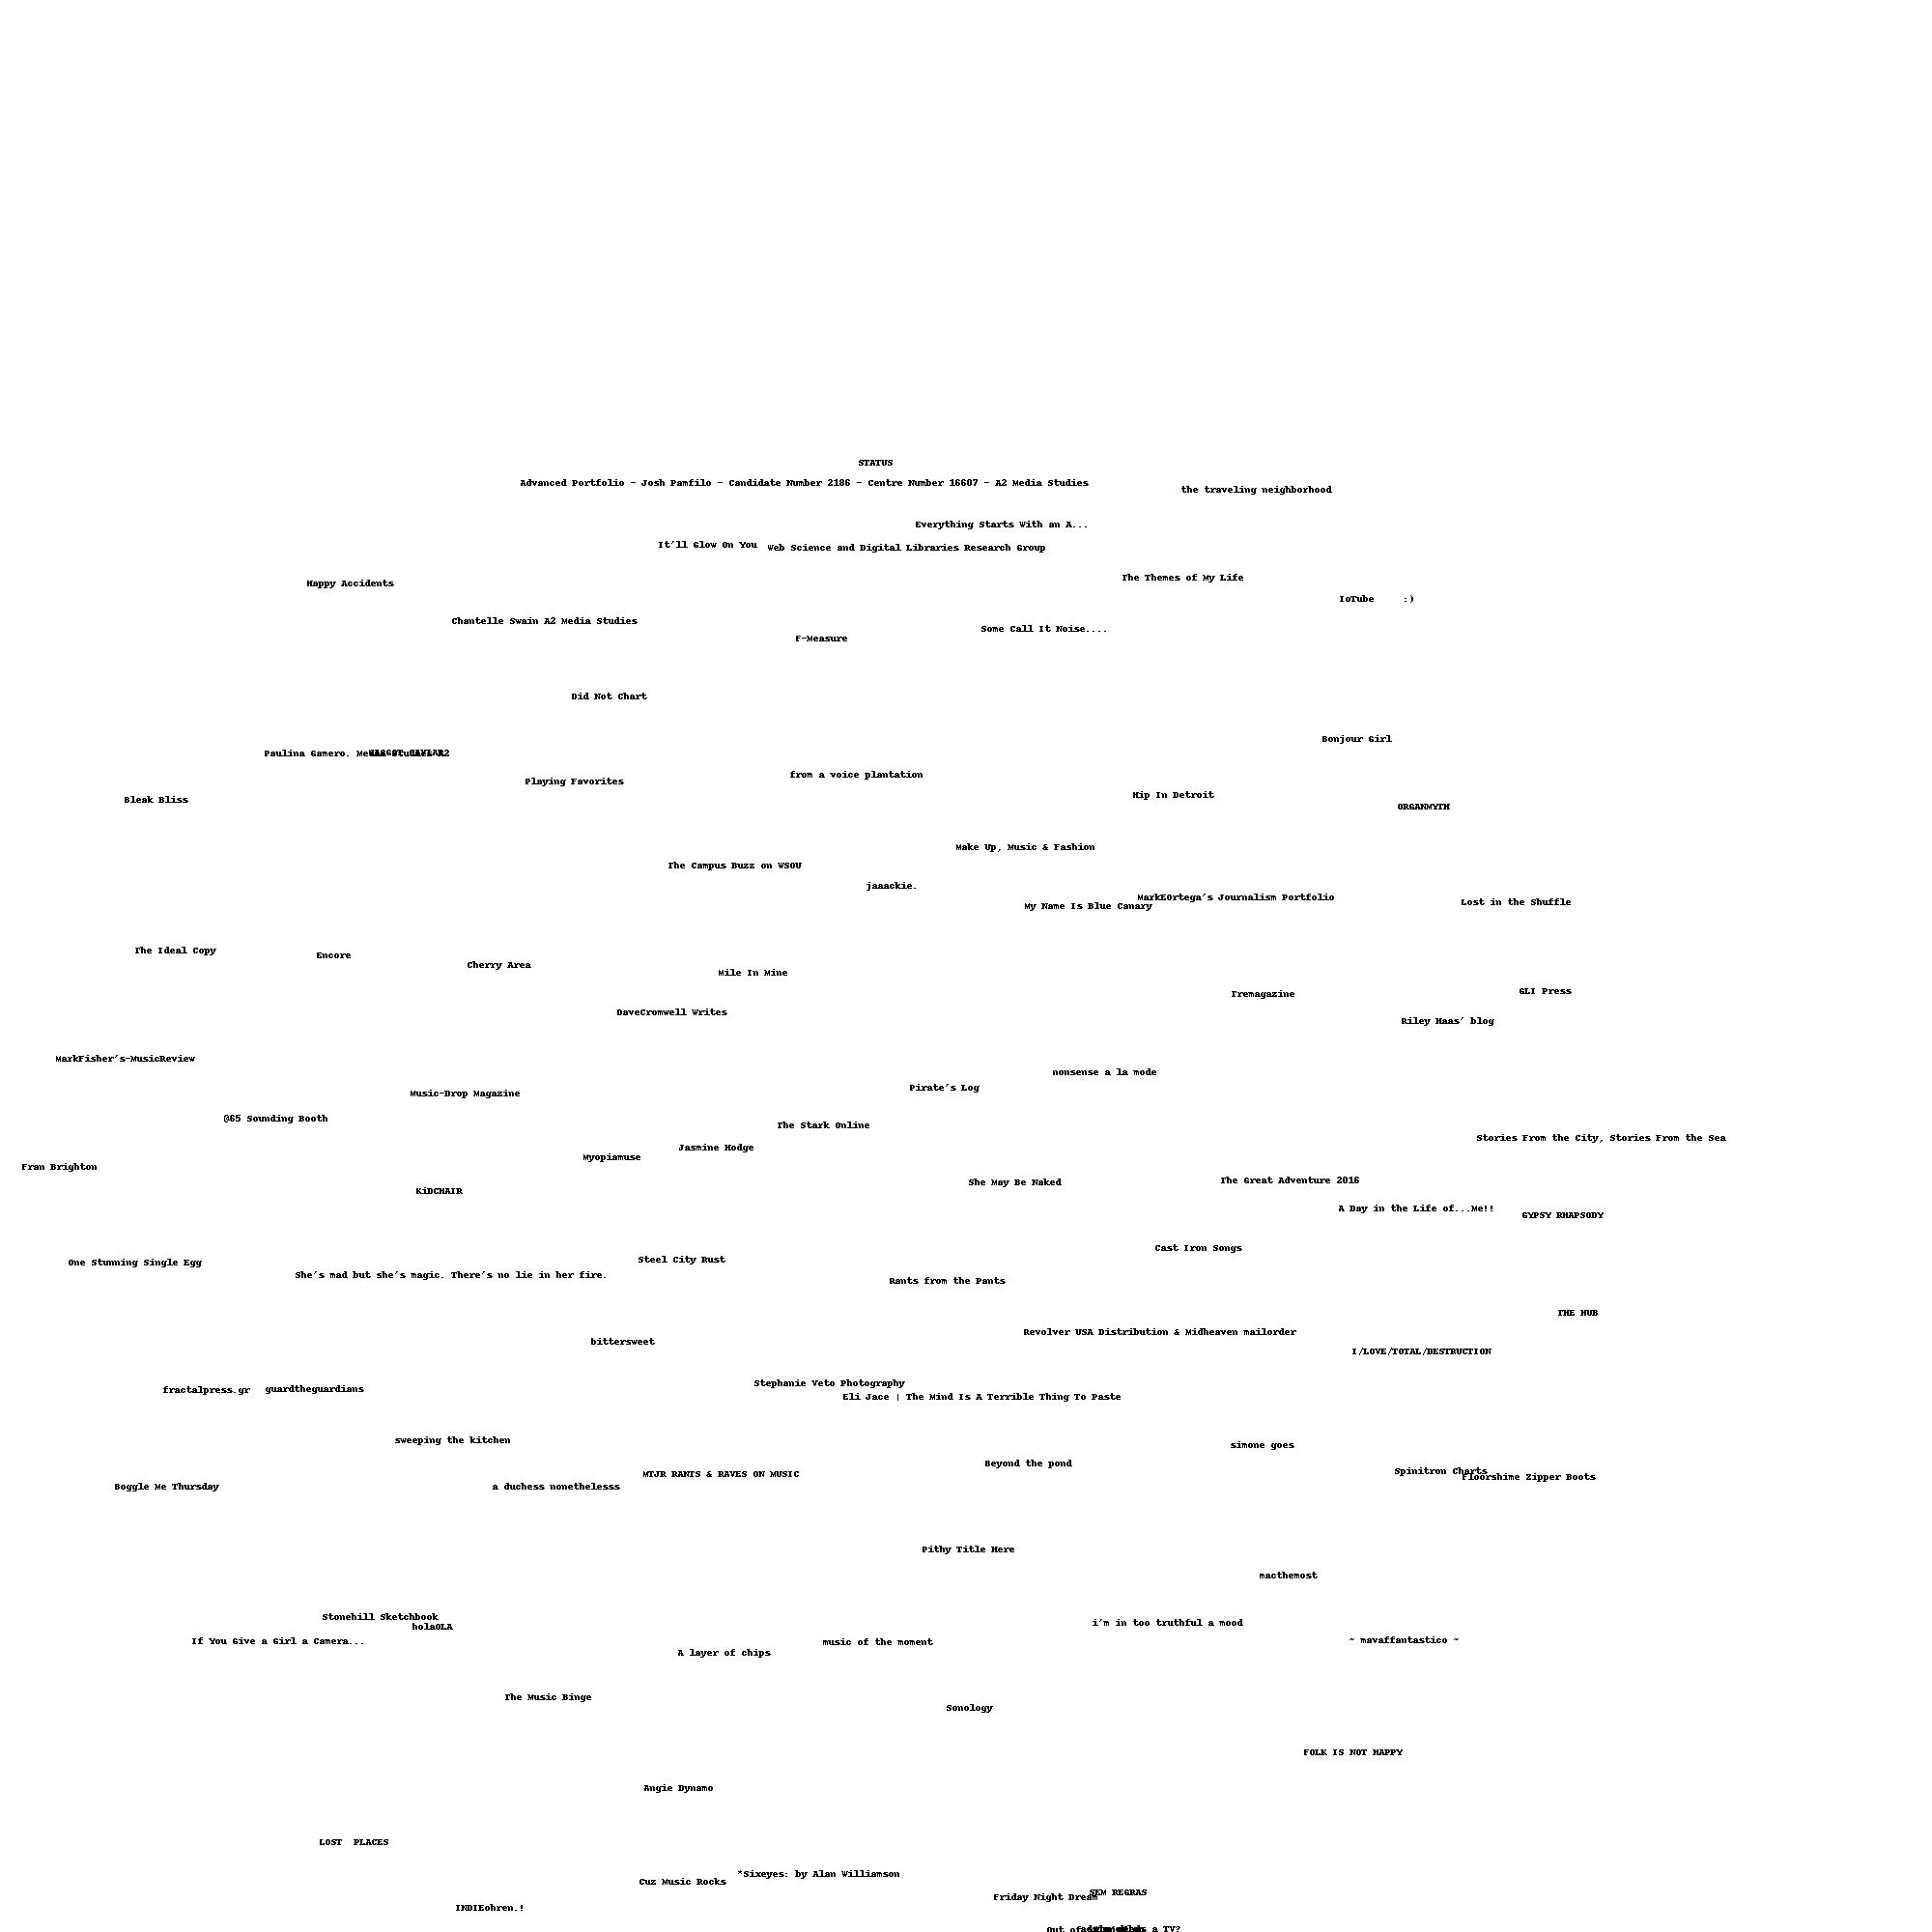 STATUS
Advanced Portfolio - Josh Pamfilo - Candidate Number 2186 - Centre Number 16607 - A2 Media Studies
the traveling neighborhood
Everything Starts With an A...
It'll Glow On You
Web Science and Digital Libraries Research Group
The Themes of My Life
Happy Accidents
IoTube     :)
Chantelle Swain A2 Media Studies
Some Call It Noise....
F-Measure
Did Not Chart
Bonjour Girl
Paulina Gamero. Media Studies A2
from a voice plantation
Playing Favorites
Hip In Detroit
Bleak Bliss
ORGANMYTH
Make Up, Music & Fashion
The Campus Buzz on WSOU
jaaackie.
MarkEOrtega's Journalism Portfolio
Lost in the Shuffle
My Name Is Blue Canary
The Ideal Copy
Encore
Cherry Area
Mile In Mine
Tremagazine
GLI Press
DaveCromwell Writes
Riley Haas' blog
MarkFisher's-MusicReview
nonsense a la mode
Pirate's Log
Music-Drop Magazine
@65 Sounding Booth
The Stark Online
Stories From the City, Stories From the Sea
Jasmine Hodge
Myopiamuse
Fran Brighton
The Great Adventure 2016
She May Be Naked
KiDCHAIR
A Day in the Life of...Me!!
GYPSY RHAPSODY
Cast Iron Songs
Steel City Rust
One Stunning Single Egg
She's mad but she's magic. There's no lie in her fire.
Rants from the Pants
THE HUB
Revolver USA Distribution & Midheaven mailorder
bittersweet
I/LOVE/TOTAL/DESTRUCTION
Stephanie Veto Photography
fractalpress.gr
guardtheguardians
Eli Jace | The Mind Is A Terrible Thing To Paste
sweeping the kitchen
simone goes
Beyond the pond
Spinitron Charts
MTJR RANTS & RAVES ON MUSIC
Floorshime Zipper Boots
Boggle Me Thursday
a duchess nonethelesss
Pithy Title Here
macthemost
Stonehill Sketchbook
i'm in too truthful a mood
holaOLA
~ mavaffantastico ~
If You Give a Girl a Camera...
music of the moment
A layer of chips
The Music Binge
Sonology
FOLK IS NOT HAPPY
Angie Dynamo
LOST  PLACES
*Sixeyes: by Alan Williamson
Cuz Music Rocks
SEM REGRAS
Friday Night Dream
INDIEohren.!
Out of
a TV?